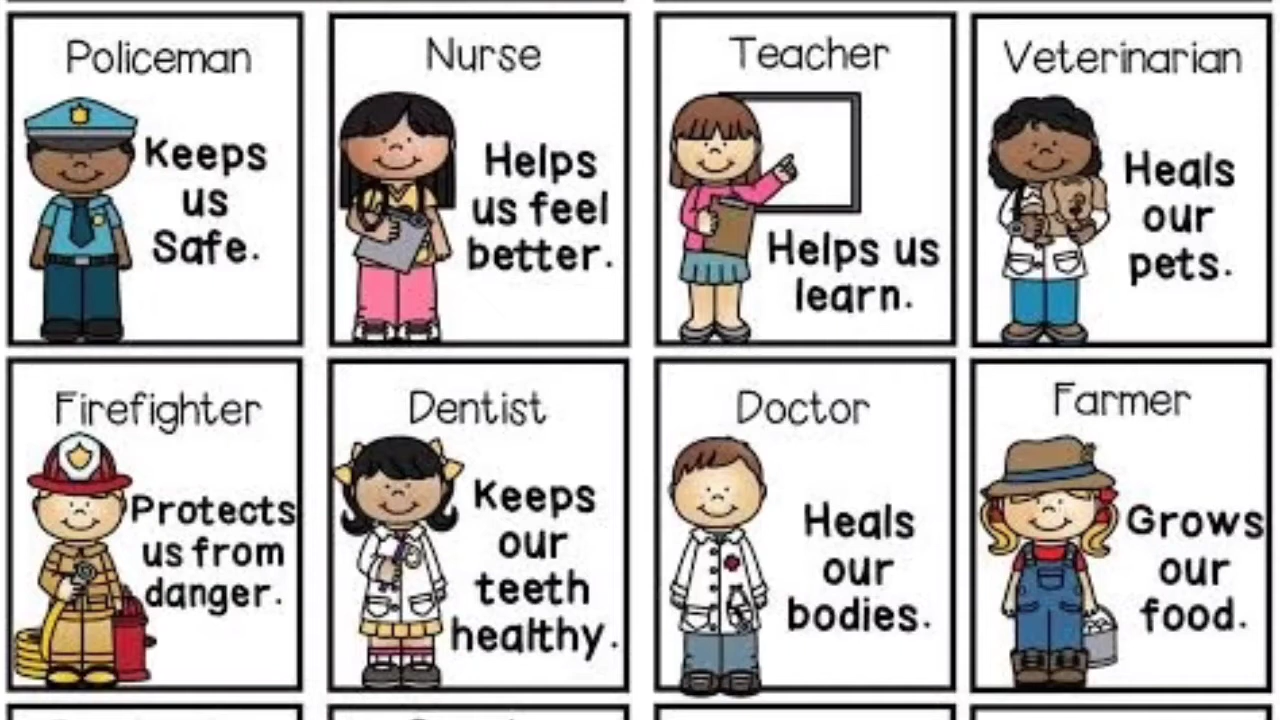 Policeman
Keeps
us
Safe.
Nurse
Helps
us feel
better.
Teacher
Helps us
learn.
Veterinarian
Heals
our
pets.
Firefighter
Protects
us from
danger.
Dentist
Keeps
our
teeth
healthy.
Doctor
Heals
our
bodies.
Farmer
Grows
our
food.